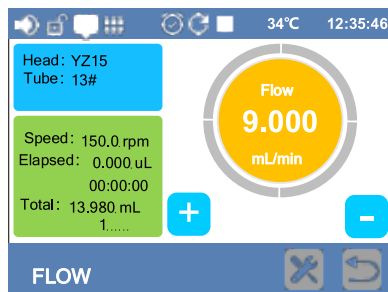 34℃ 12:35:46
Head: YZ15
Tube: 13#
Flow
9.000
mL/min
Speed: 150.0 rpm
Elapsed: 0.000 uL
00:00:00
Total: 13.980 mL
1......
+
-
FLOW